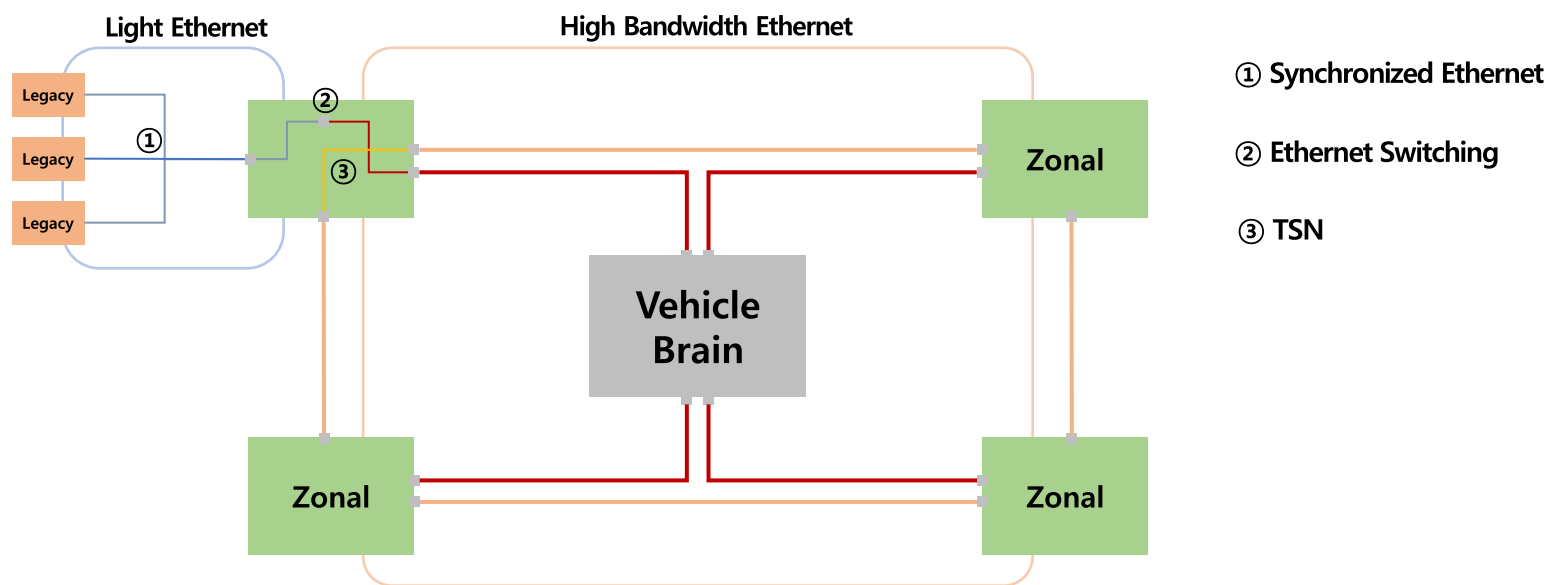 Light Ethernet
High Bandwidth Ethernet
Legacy
Legacy
Legacy
①
②
③
Zonal
Vehicle
Brain
Zonal
Zonal
① Synchronized Ethernet
② Ethernet Switching
③ TSN